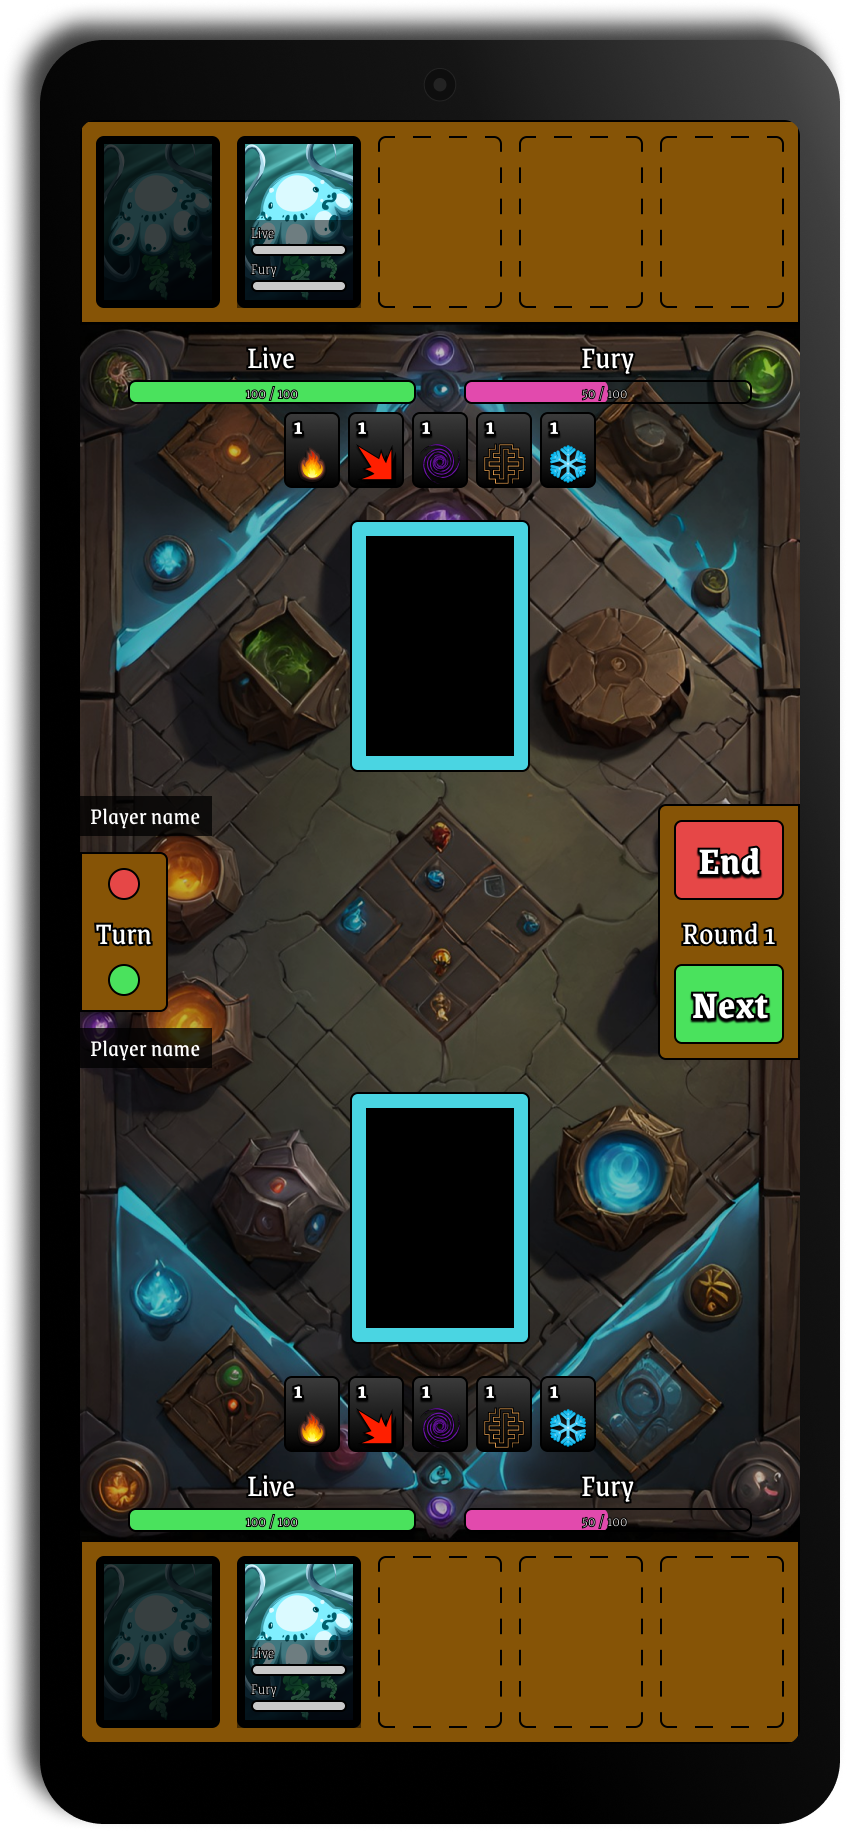 Live
Fury
Live Fury
100 / 100 50 / 100
1 1 1 1 1
Player name
End
Turn Round 1
Next
Player name
1 1 1 1 1
Live Fury
100 / 100 50 / 100
Live
Fury